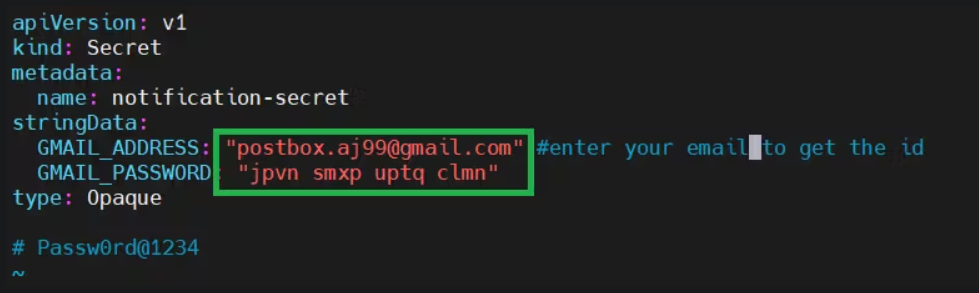 apiVersion: v1
kind: Secret
metadata:
  name: notification-secret
stringData:
  GMAIL_ADDRESS: "postbox.aj99@gmail.com" #enter your email to get the id
  GMAIL_PASSWORD: "jpvn smxp uptq clmn"
type: Opaque

# Passw0rd@1234
~